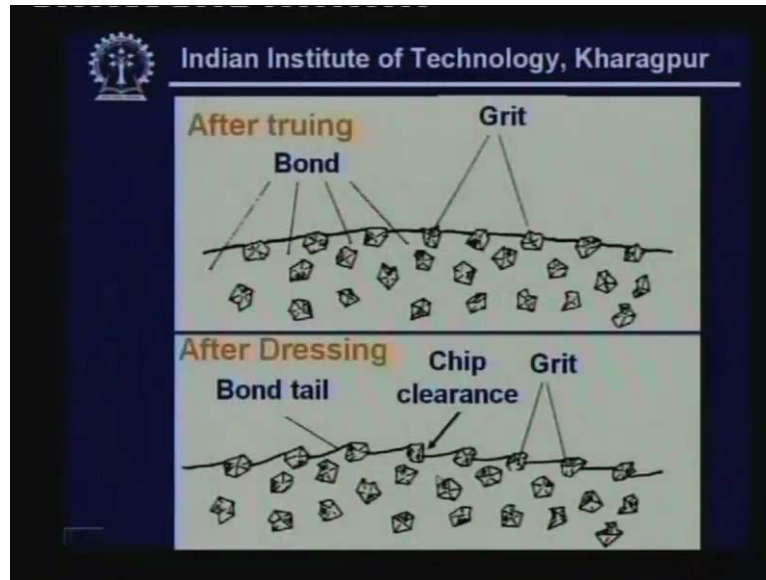 Indian Institute of Technology, Kharagpur
After truing
Grit
Bond
After Dressing
Chip
clearance
Grit
Bond tail